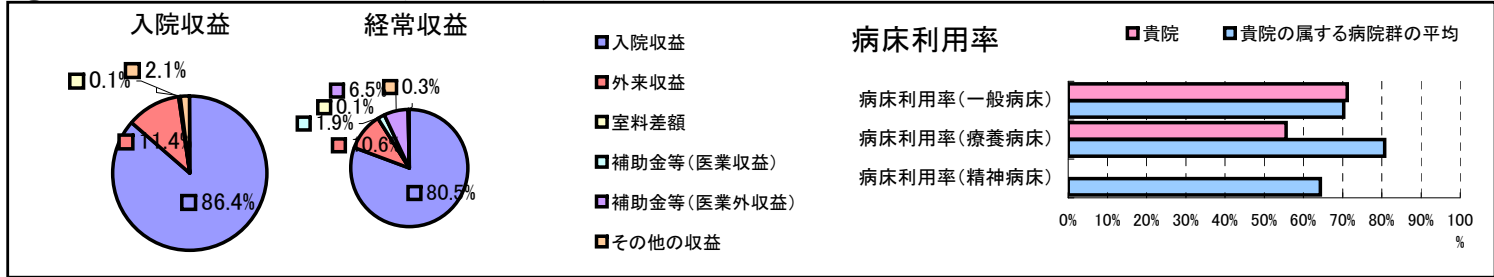 入院収益
0.1%
2.1%
11.4%
86.4%
経常収益
6.5%
0.3%
0.1%
1.9%
10.6%
80.5%
入院収益
外来収益
室料差額
補助金等（医業収益）
補助金等（医業外収益）
その他の収益
病床利用率
貴院
貴院の属する病院群の平均
病床利用率（一般病床）
病床利用率（療養病床）
病床利用率（精神病床）
0% 10% 20% 30% 40% 50% 60% 70% 80% 90% 100
%